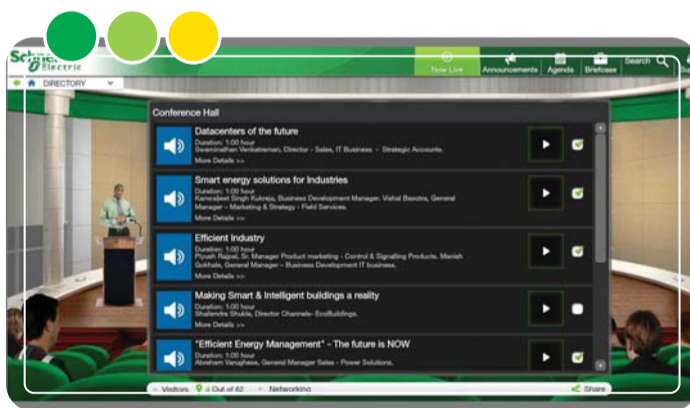 Electric
Now Live
Announcements
Agenda
Briefcase
Search
DIRECTORY
Conference Hall
Datacenters of the future
Duration: 1:00 hour
Swaminathan Venkatraman, Director - Sales, IT Business - Strategic Accounts.
More Details >>
Smart energy solutions for Industries
Duration: 1:00 hour
Kanwaljeet Singh Kukreja, Business Development Manager, Vishal Basotra, General
Manager - Marketing & Strategy - Field Services.
More Details >>
Efficient Industry
Duration: 1:00 hour
Piyush Rajpal, Sr. Manager Product marketing - Control & Signalling Products. Manish
Gokhale, General Manager - Business Development IT business.
More Details >>
Making Smart & Intelligent buildings a reality
Duration: 1:00 hour
Shailendra Shukla, Director Channels- EcoBuildings.
More Details >>
"Efficient Energy Management" - The future is NOW
Duration: 1:00 hour
Abraham Varughese, General Manager Sales - Power Solutions.
Visitors
Out of 62
Networking
Share